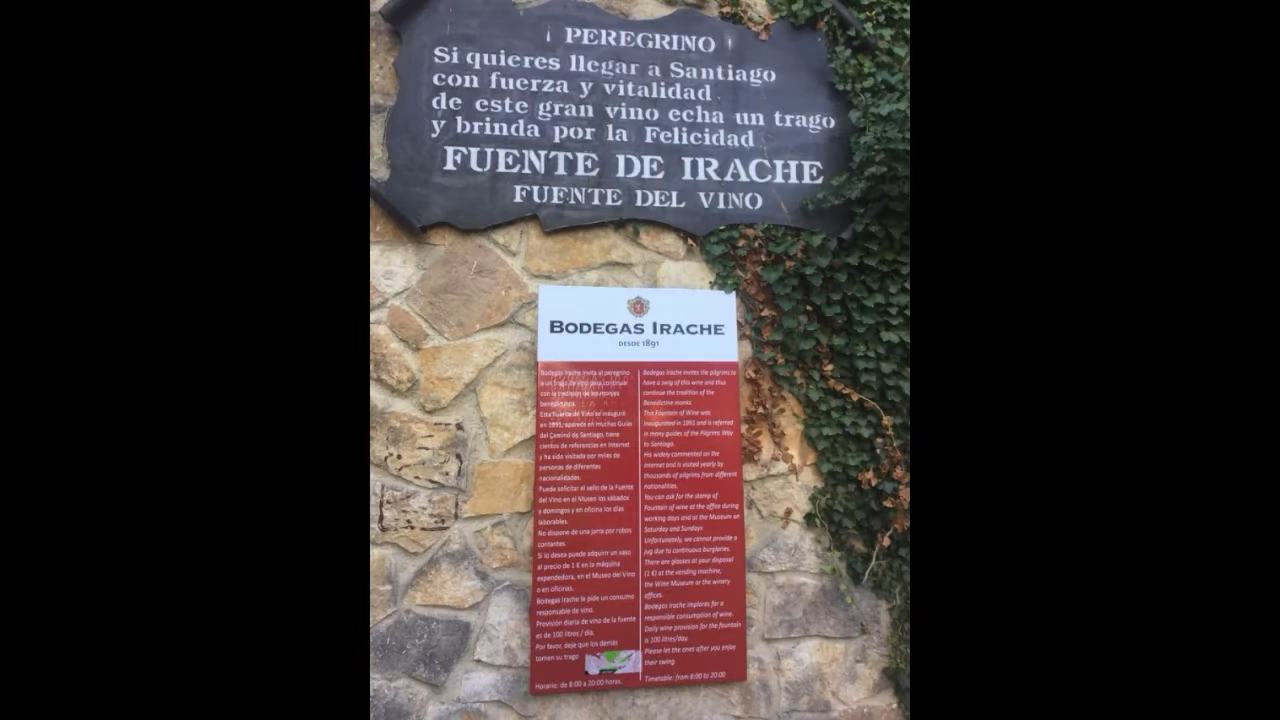 ¡ PEREGRINO !
Si quieres llegar a Santiago
con fuerza y vitalidad
de este gran vino echa un trago
y brinda por la Felicidad
FUENTE DE IRACHE
FUENTE DEL VINO
BODEGAS IRACHE
DESDE 1891
Bodegas Irache invita al peregrino
a un trago de vino para continuar
con la tradición de los monjes
benedictinos.
Esta Fuente de Vino se inauguró
en 1991, aparece en muchas Guías
del Camino de Santiago, tiene
cientos de referencias en Internet
y ha sido visitada por miles de
personas de diferentes
nacionalidades.
Puede solicitar el sello de la Fuente
del Vino en el Museo los sábados
y domingos y en oficina los días
laborables.
No dispone de una jarra por robos
contantes.
Si lo desea puede adquirir un vaso
al precio de 1 € en la máquina
expendedora, en el Museo del Vino
o en oficinas.
Bodegas Irache le pide un consumo
responsable de vino.
Provisión diaria de vino de la fuente
es de 100 litros / día.
Por favor, deje que los demás
tomen su trago
Horario: de 8:00 a 20:00 horas.
Bodegas Irache invites the pilgrims to
have a swig of this wine and thus
continue the tradition of the
Benedictine monks.
This Fountain of Wine was
inaugurated in 1991 and is referred
in many guides of the Pilgrims Way
to Santiago.
His widely commented on the
internet and is visited yearly by
thousands of pilgrims from different
nationalities.
You can ask for the stamp of
Fountain of wine at the office during
working days and at the Museum on
Saturday and Sundays
Unfortunately, we cannot provide a
jug due to continuous burglaries.
There are glasses at your disposal
(1 €) at the vending machine,
the Wine Museum or the winery
offices.
Bodegas Irache implores for a
responsible consumption of wine.
Daily wine provision for the fountain
is 100 litres/day.
Please let the ones after you enjoy
their swing.
Timetable: from 8:00 to 20:00